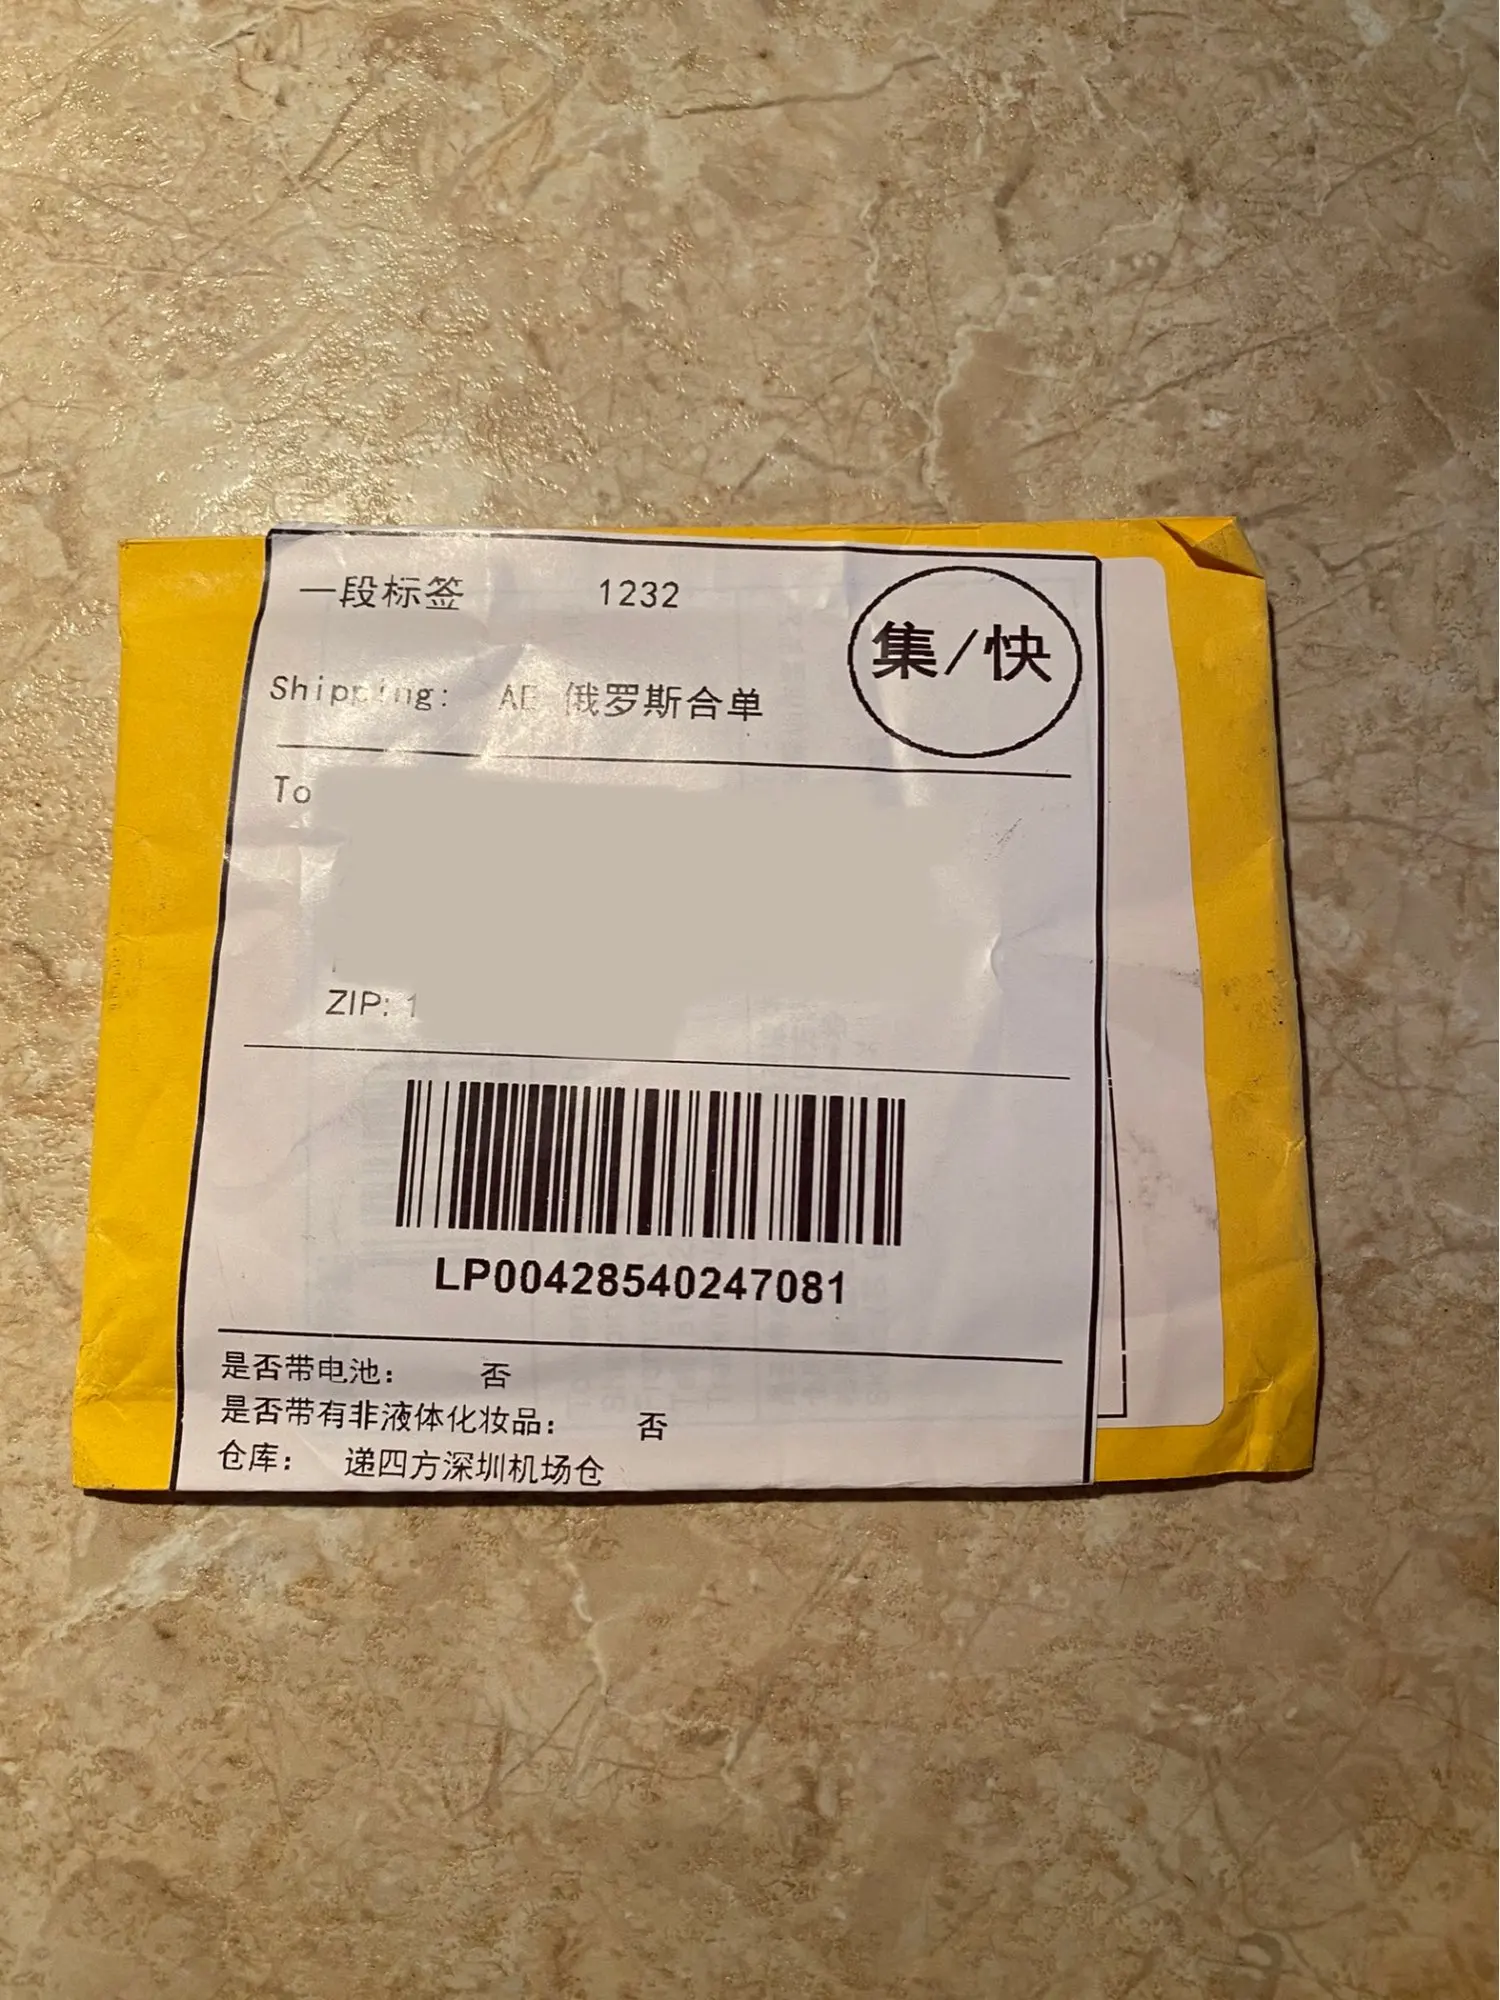 一段标签 1232
集/快
Shipping: AE 俄罗斯合单
To
ZIP: 1
LP00428540247081
是否带电池： 否
是否带有非液体化妆品： 否
仓库： 递四方深圳机场仓